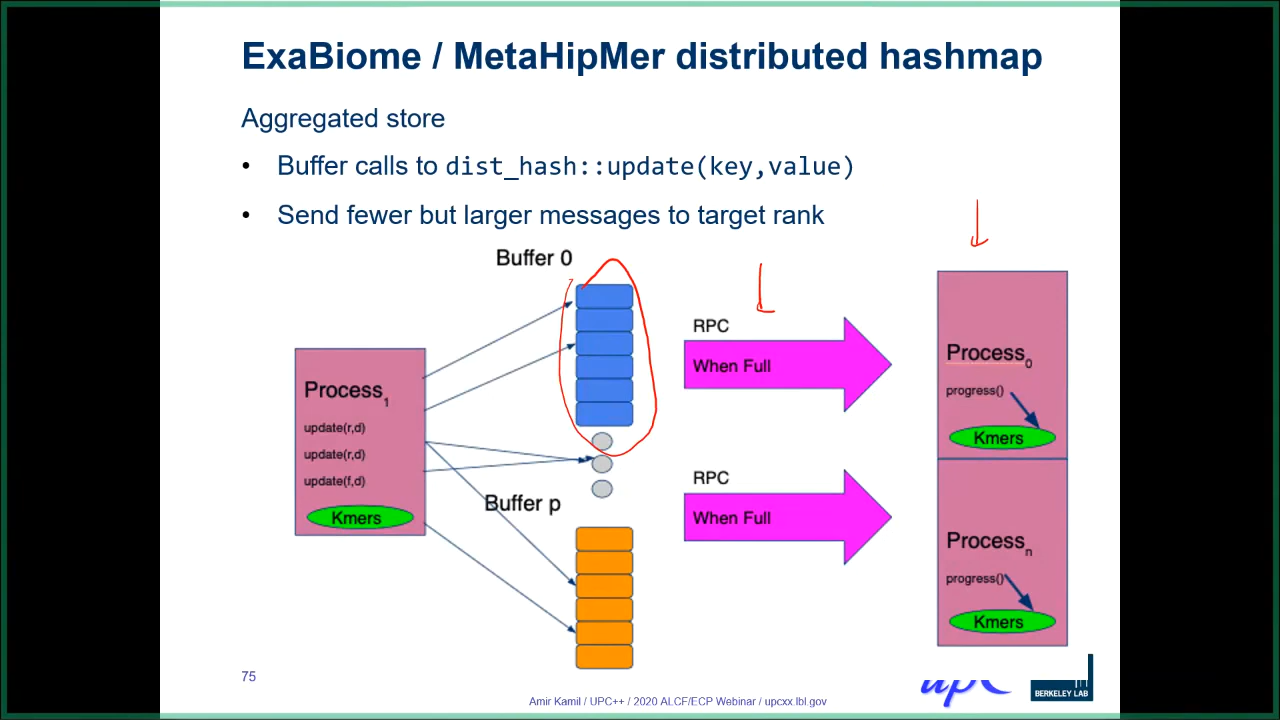 ExaBiome / MetaHipMer distributed hashmap
Aggregated store
• Buffer calls to dist_hash::update(key,value)
• Send fewer but larger messages to target rank
Buffer 0
Process1
update(r,d)
update(r,d)
update(f,d)
Kmers
Buffer p
RPC
When Full
RPC
When Full
Process0
progress()
Kmers
Processn
progress()
Kmers
75
Amir Kamil / UPC++ / 2020 ALCF/ECP Webinar / upcxx.lbl.gov
upc
BERKELEY LAB